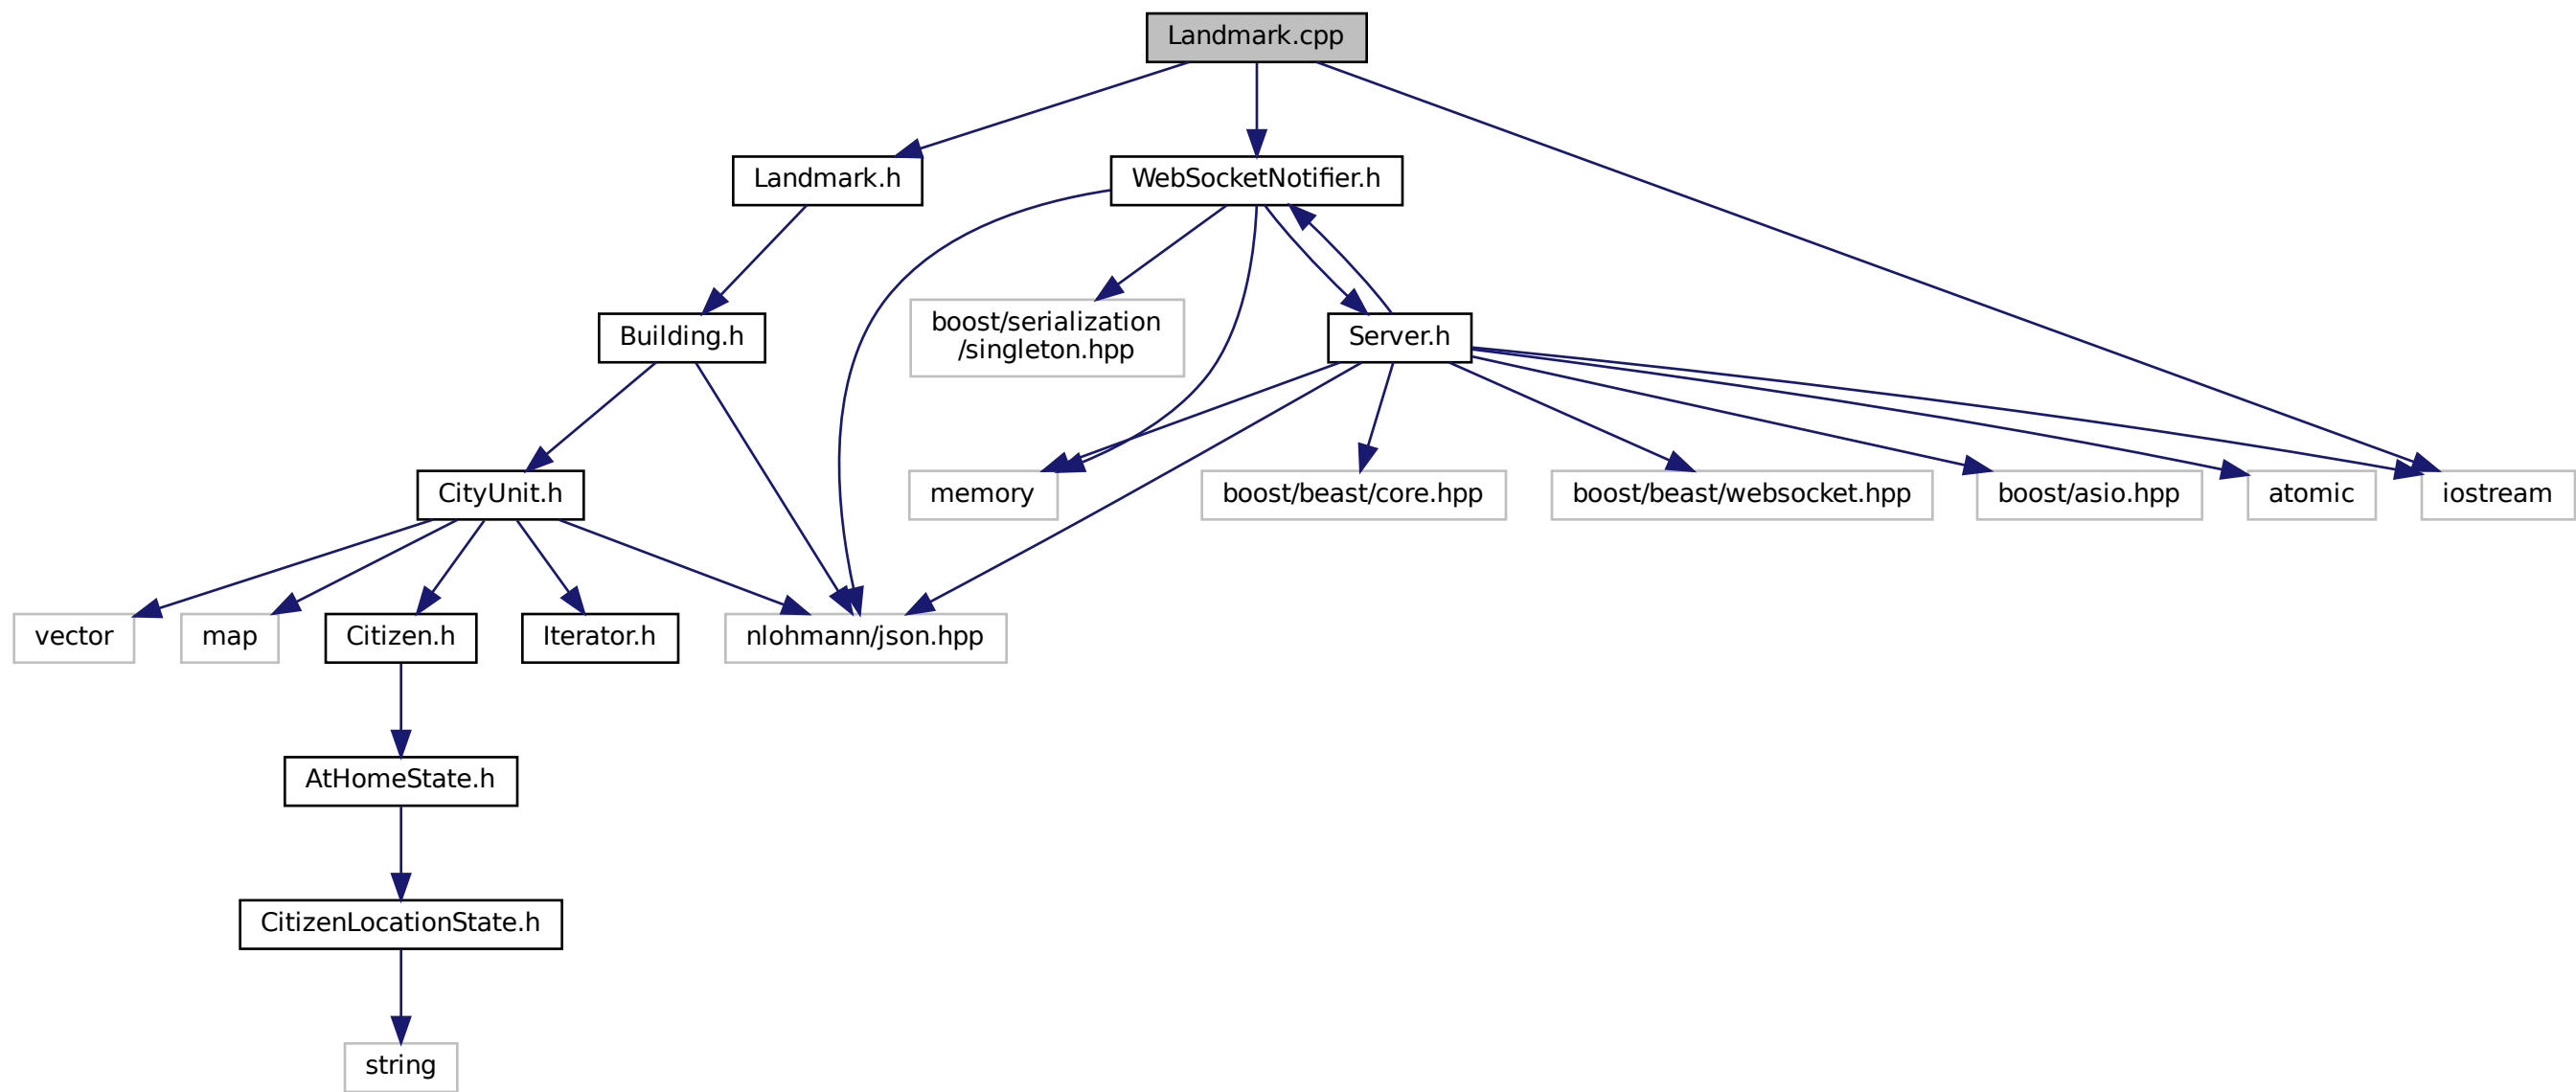 Landmark.cpp
Landmark.h
WebSocketNotifier.h
boost/serialization
/singleton.hpp
Building.h
Server.h
CityUnit.h
memory
boost/beast/core.hpp
boost/beast/websocket.hpp
boost/asio.hpp
atomic
iostream
vector
map
Citizen.h
Iterator.h
nlohmann/json.hpp
AtHomeState.h
CitizenLocationState.h
string